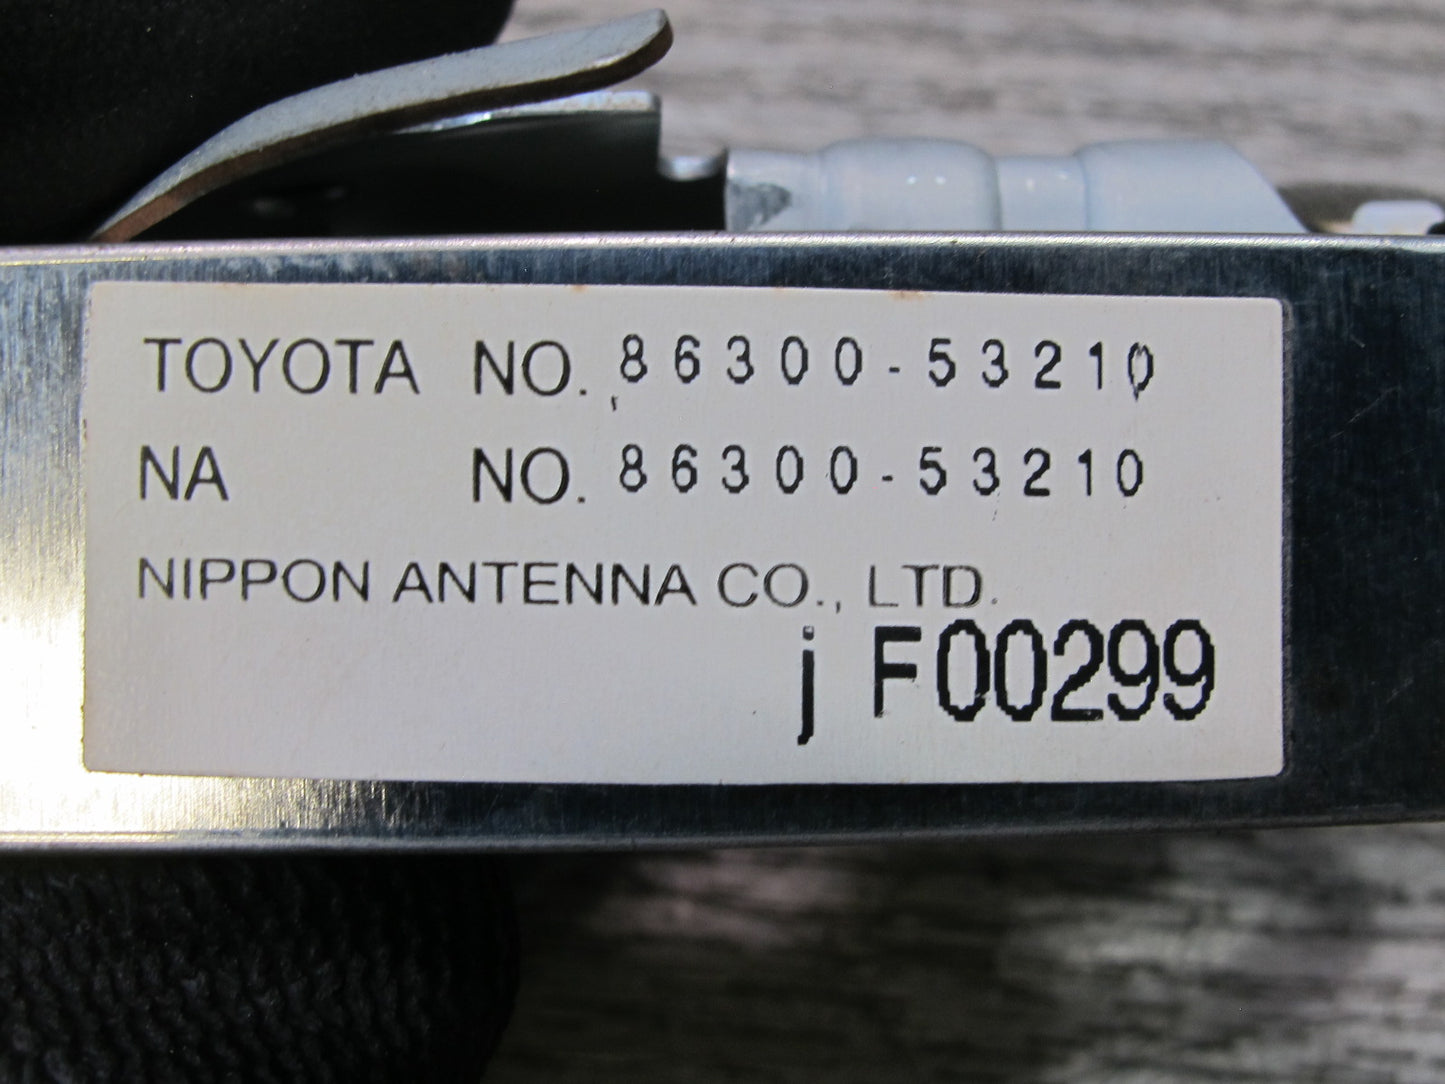 TOYOTA NO. 86300-53210
NA NO. 86300-53210
NIPPON ANTENNA CO., LTD.
j F00299